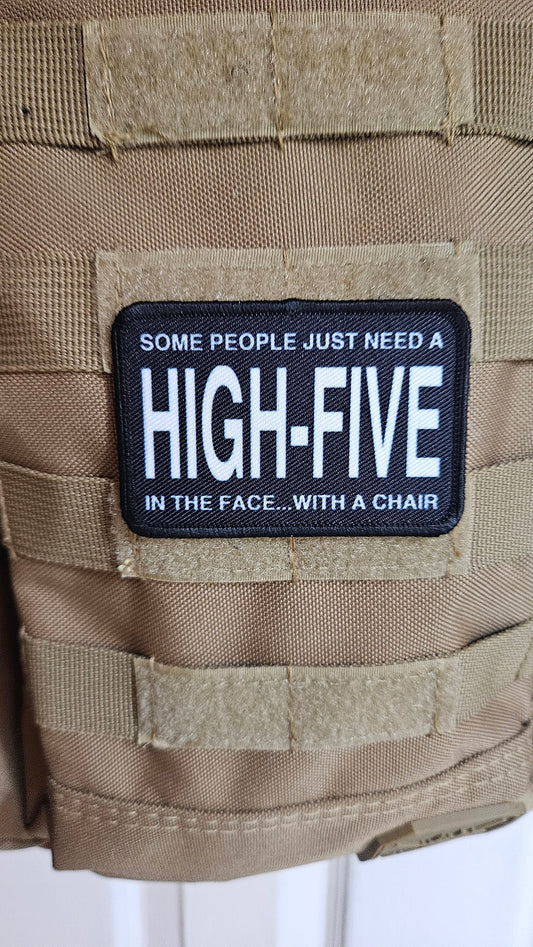 SOME PEOPLE JUST NEED A
HIGH-FIVE
IN THE FACE...WITH A CHAIR